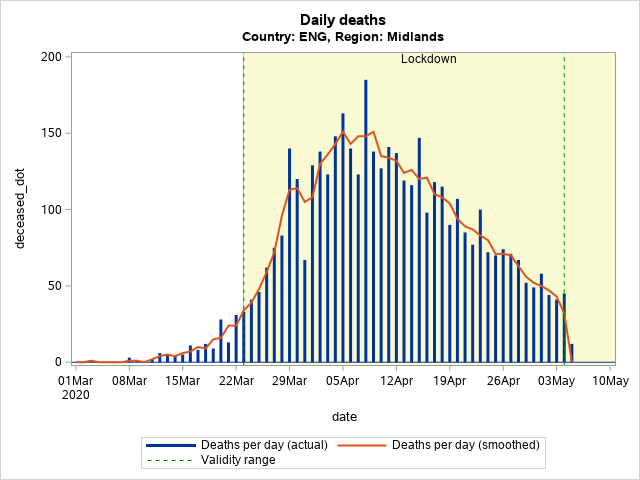 Daily deaths
Country: ENG, Region: Midlands
Lockdown
200
150
100
50
0
deceased_dot
01Mar 08Mar 15Mar 22Mar 29Mar 05Apr 12Apr 19Apr 26Apr 03May 10May
2020
date
Deaths per day (actual) Deaths per day (smoothed)
Validity range